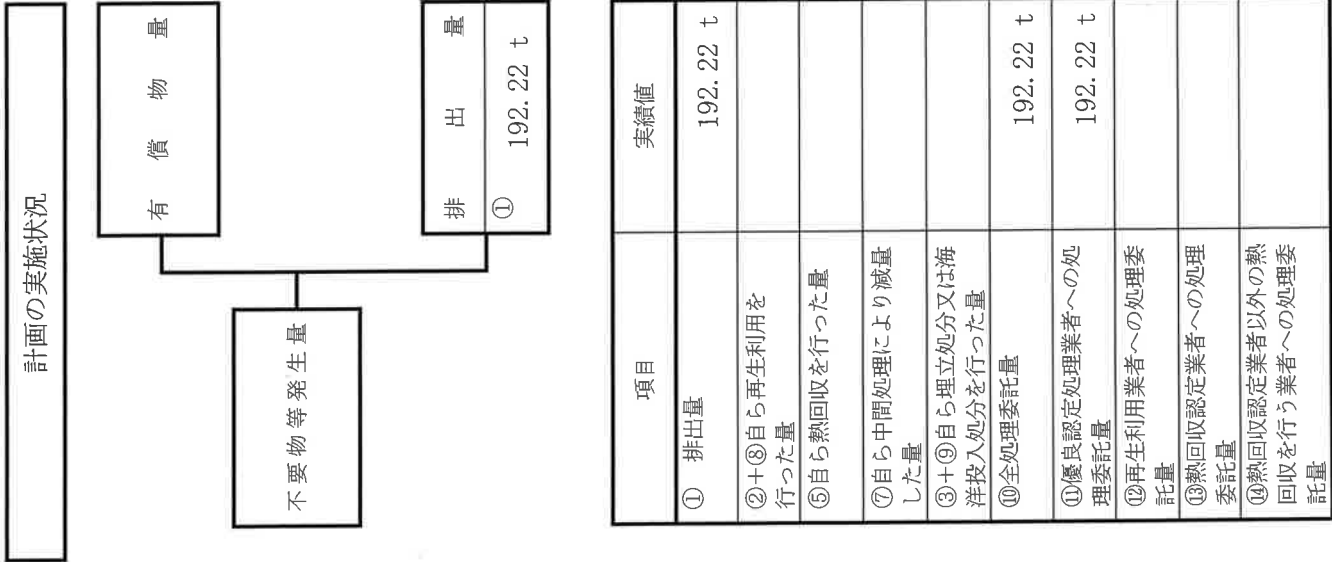 計画の実施状況
不要物等発生量
有償物量
排出量
① 192.22 t
項目 実績値
① 排出量 192.22 t
②+⑧自ら再生利用を
行った量
⑤自ら熱回収を行った量
⑦自ら中間処理により減量
した量
③+⑨自ら埋立処分又は海
洋投入処分を行った量
⑩全処理委託量 192.22 t
⑪優良認定処理業者への処
理委託量 192.22 t
⑫再生利用業者への処理委
託量
⑬熱回収認定業者への処理
委託量
⑭熱回収認定業者以外の熱
回収を行う業者への処理委
託量